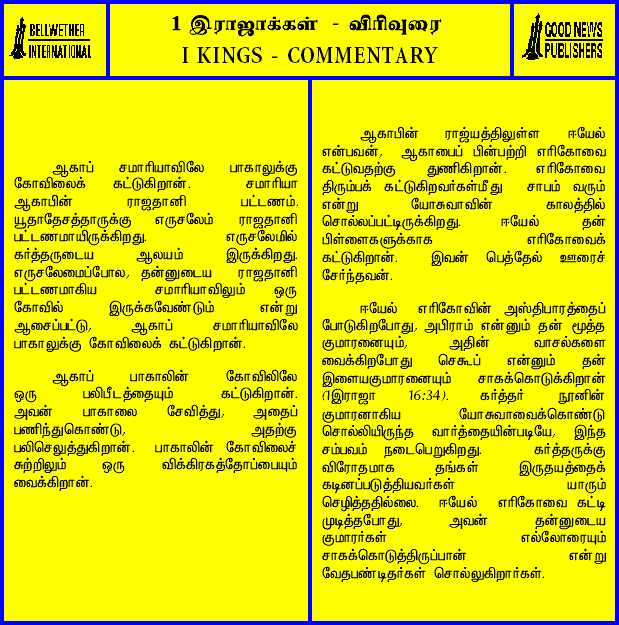 BELLWETHER
INTERNATIONAL
1 இராஜாக்கள் - விரிவுரை
I KINGS - COMMENTARY
GOOD NEWS
PUBLISHERS
ஆகாப் சமாரியாவிலே பாகாலுக்கு
கோவிலைக் கட்டுகிறான். சமாரியா
ஆகாபின் ராஜதானி பட்டணம்.
யூதாதேசத்தாருக்கு எருசலேம் ராஜதானி
பட்டணமாயிருக்கிறது. எருசலேமில்
கர்த்தருடைய ஆலயம் இருக்கிறது.
எருசலேமைப்போல, தன்னுடைய ராஜதானி
பட்டணமாகிய சமாரியாவிலும் ஒரு
கோவில் இருக்கவேண்டும் என்று
ஆசைப்பட்டு, ஆகாப் சமாரியாவிலே
பாகாலுக்கு கோவிலைக் கட்டுகிறான்.
ஆகாப் பாகாலின் கோவிலிலே
ஒரு பலிபீடத்தையும் கட்டுகிறான்.
அவன் பாகாலை சேவித்து, அதைப்
பணிந்துகொண்டு, அதற்கு
பலிசெலுத்துகிறான். பாகாலின் கோவிலைச்
சுற்றிலும் ஒரு விக்கிரகத்தோப்பையும்
வைக்கிறான்.
ஆகாபின் ராஜ்யத்திலுள்ள ஈயேல்
என்பவன், ஆகாபைப் பின்பற்றி எரிகோவை
கட்டுவதற்கு துணிகிறான். எரிகோவை
திரும்பக் கட்டுகிறவர்கள்மீது சாபம் வரும்
என்று யோசுவாவின் காலத்தில்
சொல்லப்பட்டிருக்கிறது. ஈயேல் தன்
பிள்ளைகளுக்காக எரிகோவைக்
கட்டுகிறான். இவன் பெத்தேல் ஊரைச்
சேர்ந்தவன்.
ஈயேல் எரிகோவின் அஸ்திபாரத்தைப்
போடுகிறபோது, அபிராம் என்னும் தன் மூத்த
குமாரனையும், அதின் வாசல்களை
வைக்கிறபோது செகூப் என்னும் தன்
இளையகுமாரனையும் சாகக்கொடுக்கிறான்
(1இராஜா 16:34). கர்த்தர் நூனின்
குமாரனாகிய யோசுவாவைக்கொண்டு
சொல்லியிருந்த வார்த்தையின்படியே, இந்த
சம்பவம் நடைபெறுகிறது. கர்த்தருக்கு
விரோதமாக தங்கள் இருதயத்தைக்
கடினப்படுத்தியவர்கள் யாரும்
செழித்ததில்லை. ஈயேல் எரிகோவை கட்டி
முடித்தபோது, அவன் தன்னுடைய
குமாரர்கள் எல்லோரையும்
சாகக்கொடுத்திருப்பான் என்று
வேதபண்டிதர்கள் சொல்லுகிறார்கள்.